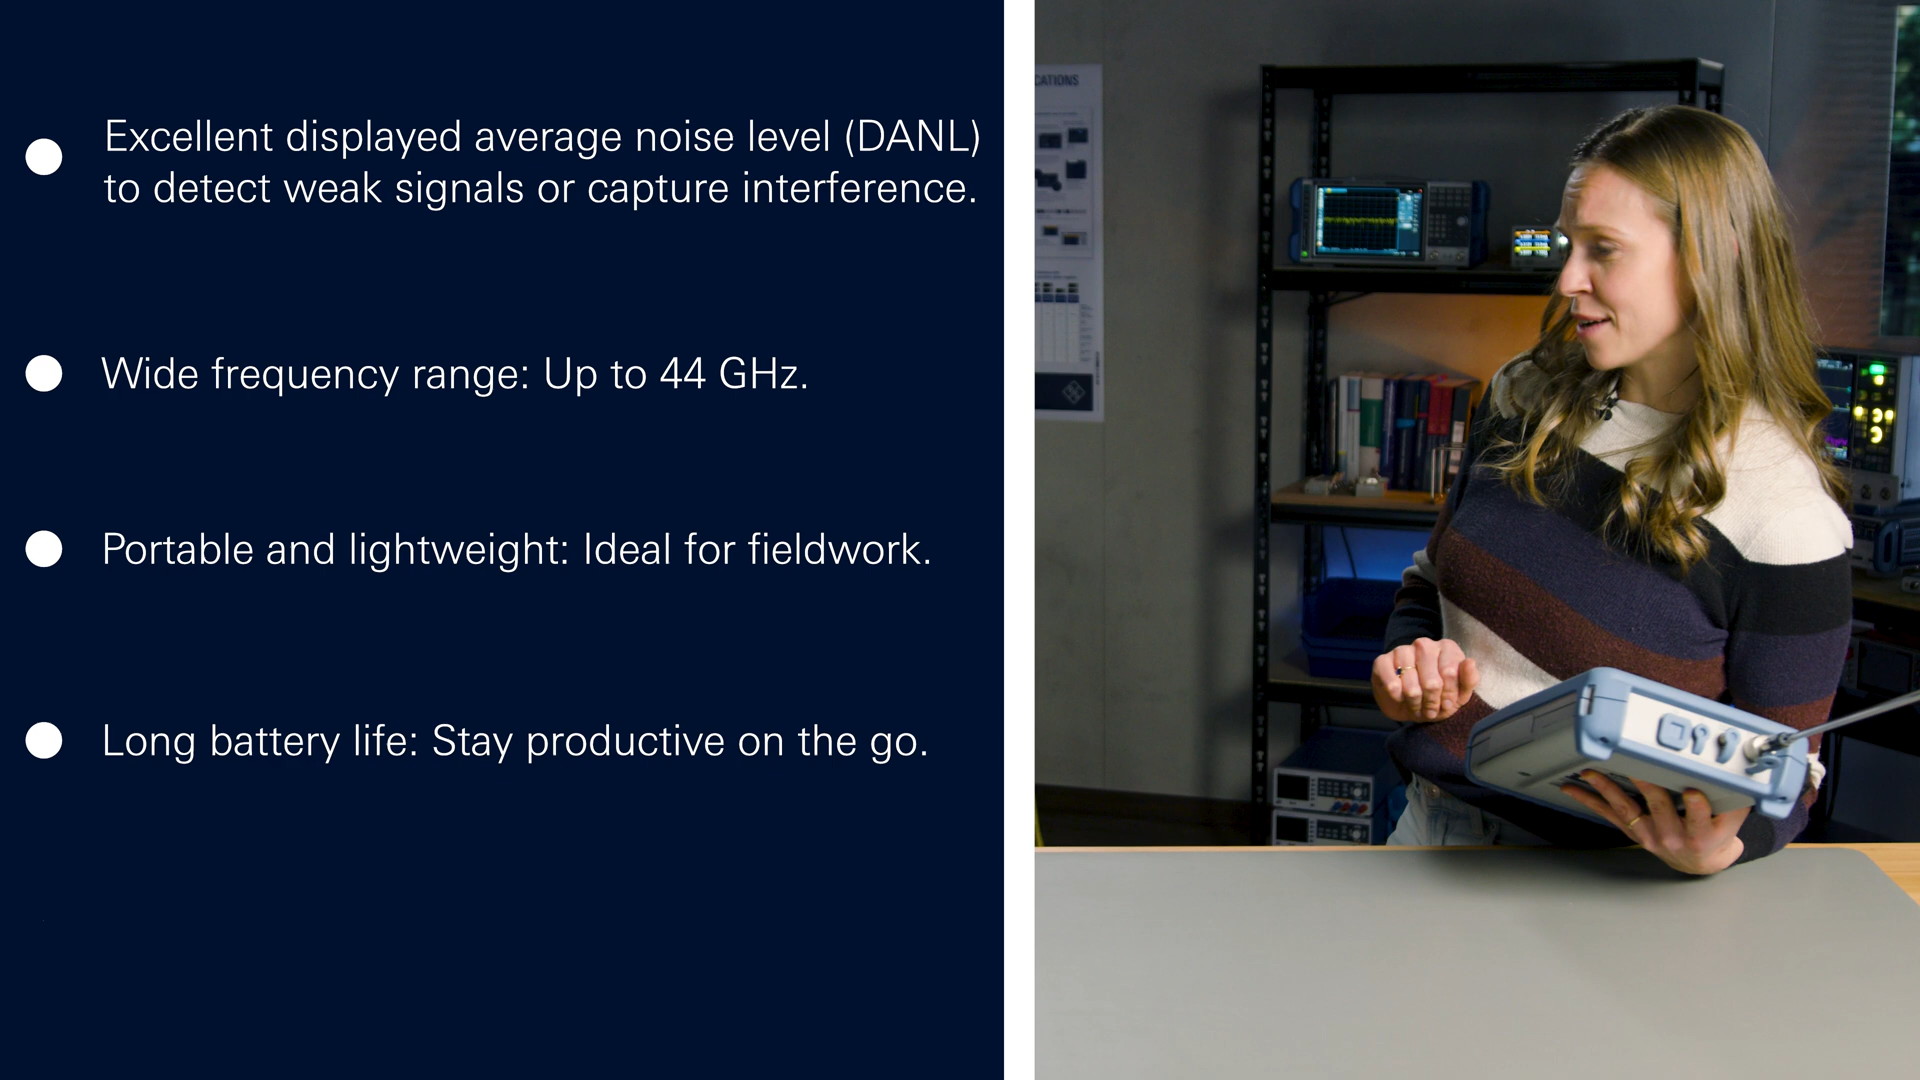 Excellent displayed average noise level (DANL)
to detect weak signals or capture interference.
Wide frequency range: Up to 44 GHz.
Portable and lightweight: Ideal for fieldwork.
Long battery life: Stay productive on the go.
CATIONS